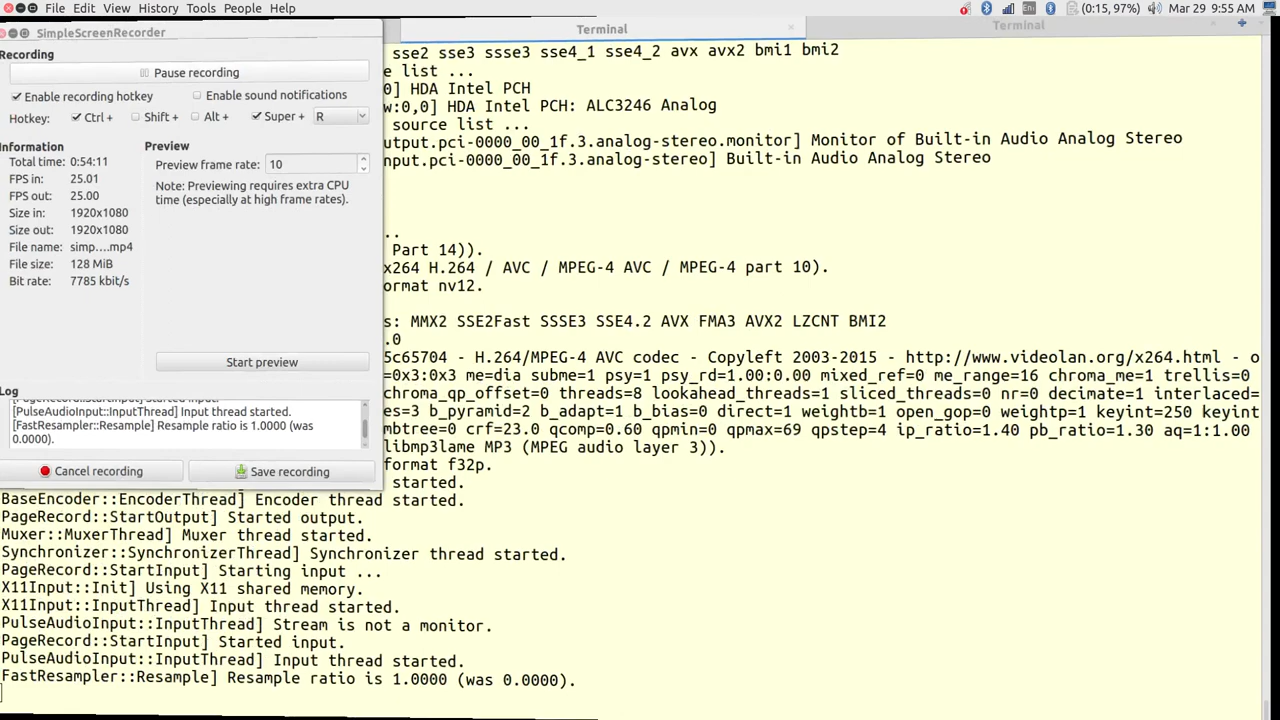 File Edit View History Tools People Help
En (0:15, 97%) Mar 29 9:55 AM
SimpleScreenRecorder
Recording
Pause recording
Enable recording hotkey Enable sound notifications
Hotkey: Ctrl + Shift + Alt + Super + R
Information
Total time: 0:54:11
FPS in: 25.01
FPS out: 25.00
Size in: 1920x1080
Size out: 1920x1080
File name: simp....mp4
File size: 128 MiB
Bit rate: 7785 kbit/s
Preview
Preview frame rate: 10
Note: Previewing requires extra CPU
time (especially at high frame rates).
Start preview
Log
[PageRecord::StartInput] Started input.
[PulseAudioInput::InputThread] Input thread started.
[FastResampler::Resample] Resample ratio is 1.0000 (was
0.0000).
Cancel recording Save recording
Terminal Terminal
sse2 sse3 ssse3 sse4_1 sse4_2 avx avx2 bmi1 bmi2
e list ...
0] HDA Intel PCH
w:0,0] HDA Intel PCH: ALC3246 Analog
source list ...
utput.pci-0000_00_1f.3.analog-stereo.monitor] Monitor of Built-in Audio Analog Stereo
nput.pci-0000_00_1f.3.analog-stereo] Built-in Audio Analog Stereo
..
Part 14)).
x264 H.264 / AVC / MPEG-4 AVC / MPEG-4 part 10).
ormat nv12.
s: MMX2 SSE2Fast SSSE3 SSE4.2 AVX FMA3 AVX2 LZCNT BMI2
.0
5c65704 - H.264/MPEG-4 AVC codec - Copyleft 2003-2015 - http://www.videolan.org/x264.html - o
=0x3:0x3 me=dia subme=1 psy=1 psy_rd=1.00:0.00 mixed_ref=0 me_range=16 chroma_me=1 trellis=0
chroma_qp_offset=0 threads=8 lookahead_threads=1 sliced_threads=0 nr=0 decimate=1 interlaced=
es=3 b_pyramid=2 b_adapt=1 b_bias=0 direct=1 weightb=1 open_gop=0 weightp=1 keyint=250 keyint
mbtree=0 crf=23.0 qcomp=0.60 qpmin=0 qpmax=69 qpstep=4 ip_ratio=1.40 pb_ratio=1.30 aq=1:1.00
libmp3lame MP3 (MPEG audio layer 3)).
format f32p.
started.
BaseEncoder::EncoderThread] Encoder thread started.
PageRecord::StartOutput] Started output.
Muxer::MuxerThread] Muxer thread started.
Synchronizer::SynchronizerThread] Synchronizer thread started.
PageRecord::StartInput] Starting input ...
X11Input::Init] Using X11 shared memory.
X11Input::InputThread] Input thread started.
PulseAudioInput::InputThread] Stream is not a monitor.
PageRecord::StartInput] Started input.
PulseAudioInput::InputThread] Input thread started.
FastResampler::Resample] Resample ratio is 1.0000 (was 0.0000).